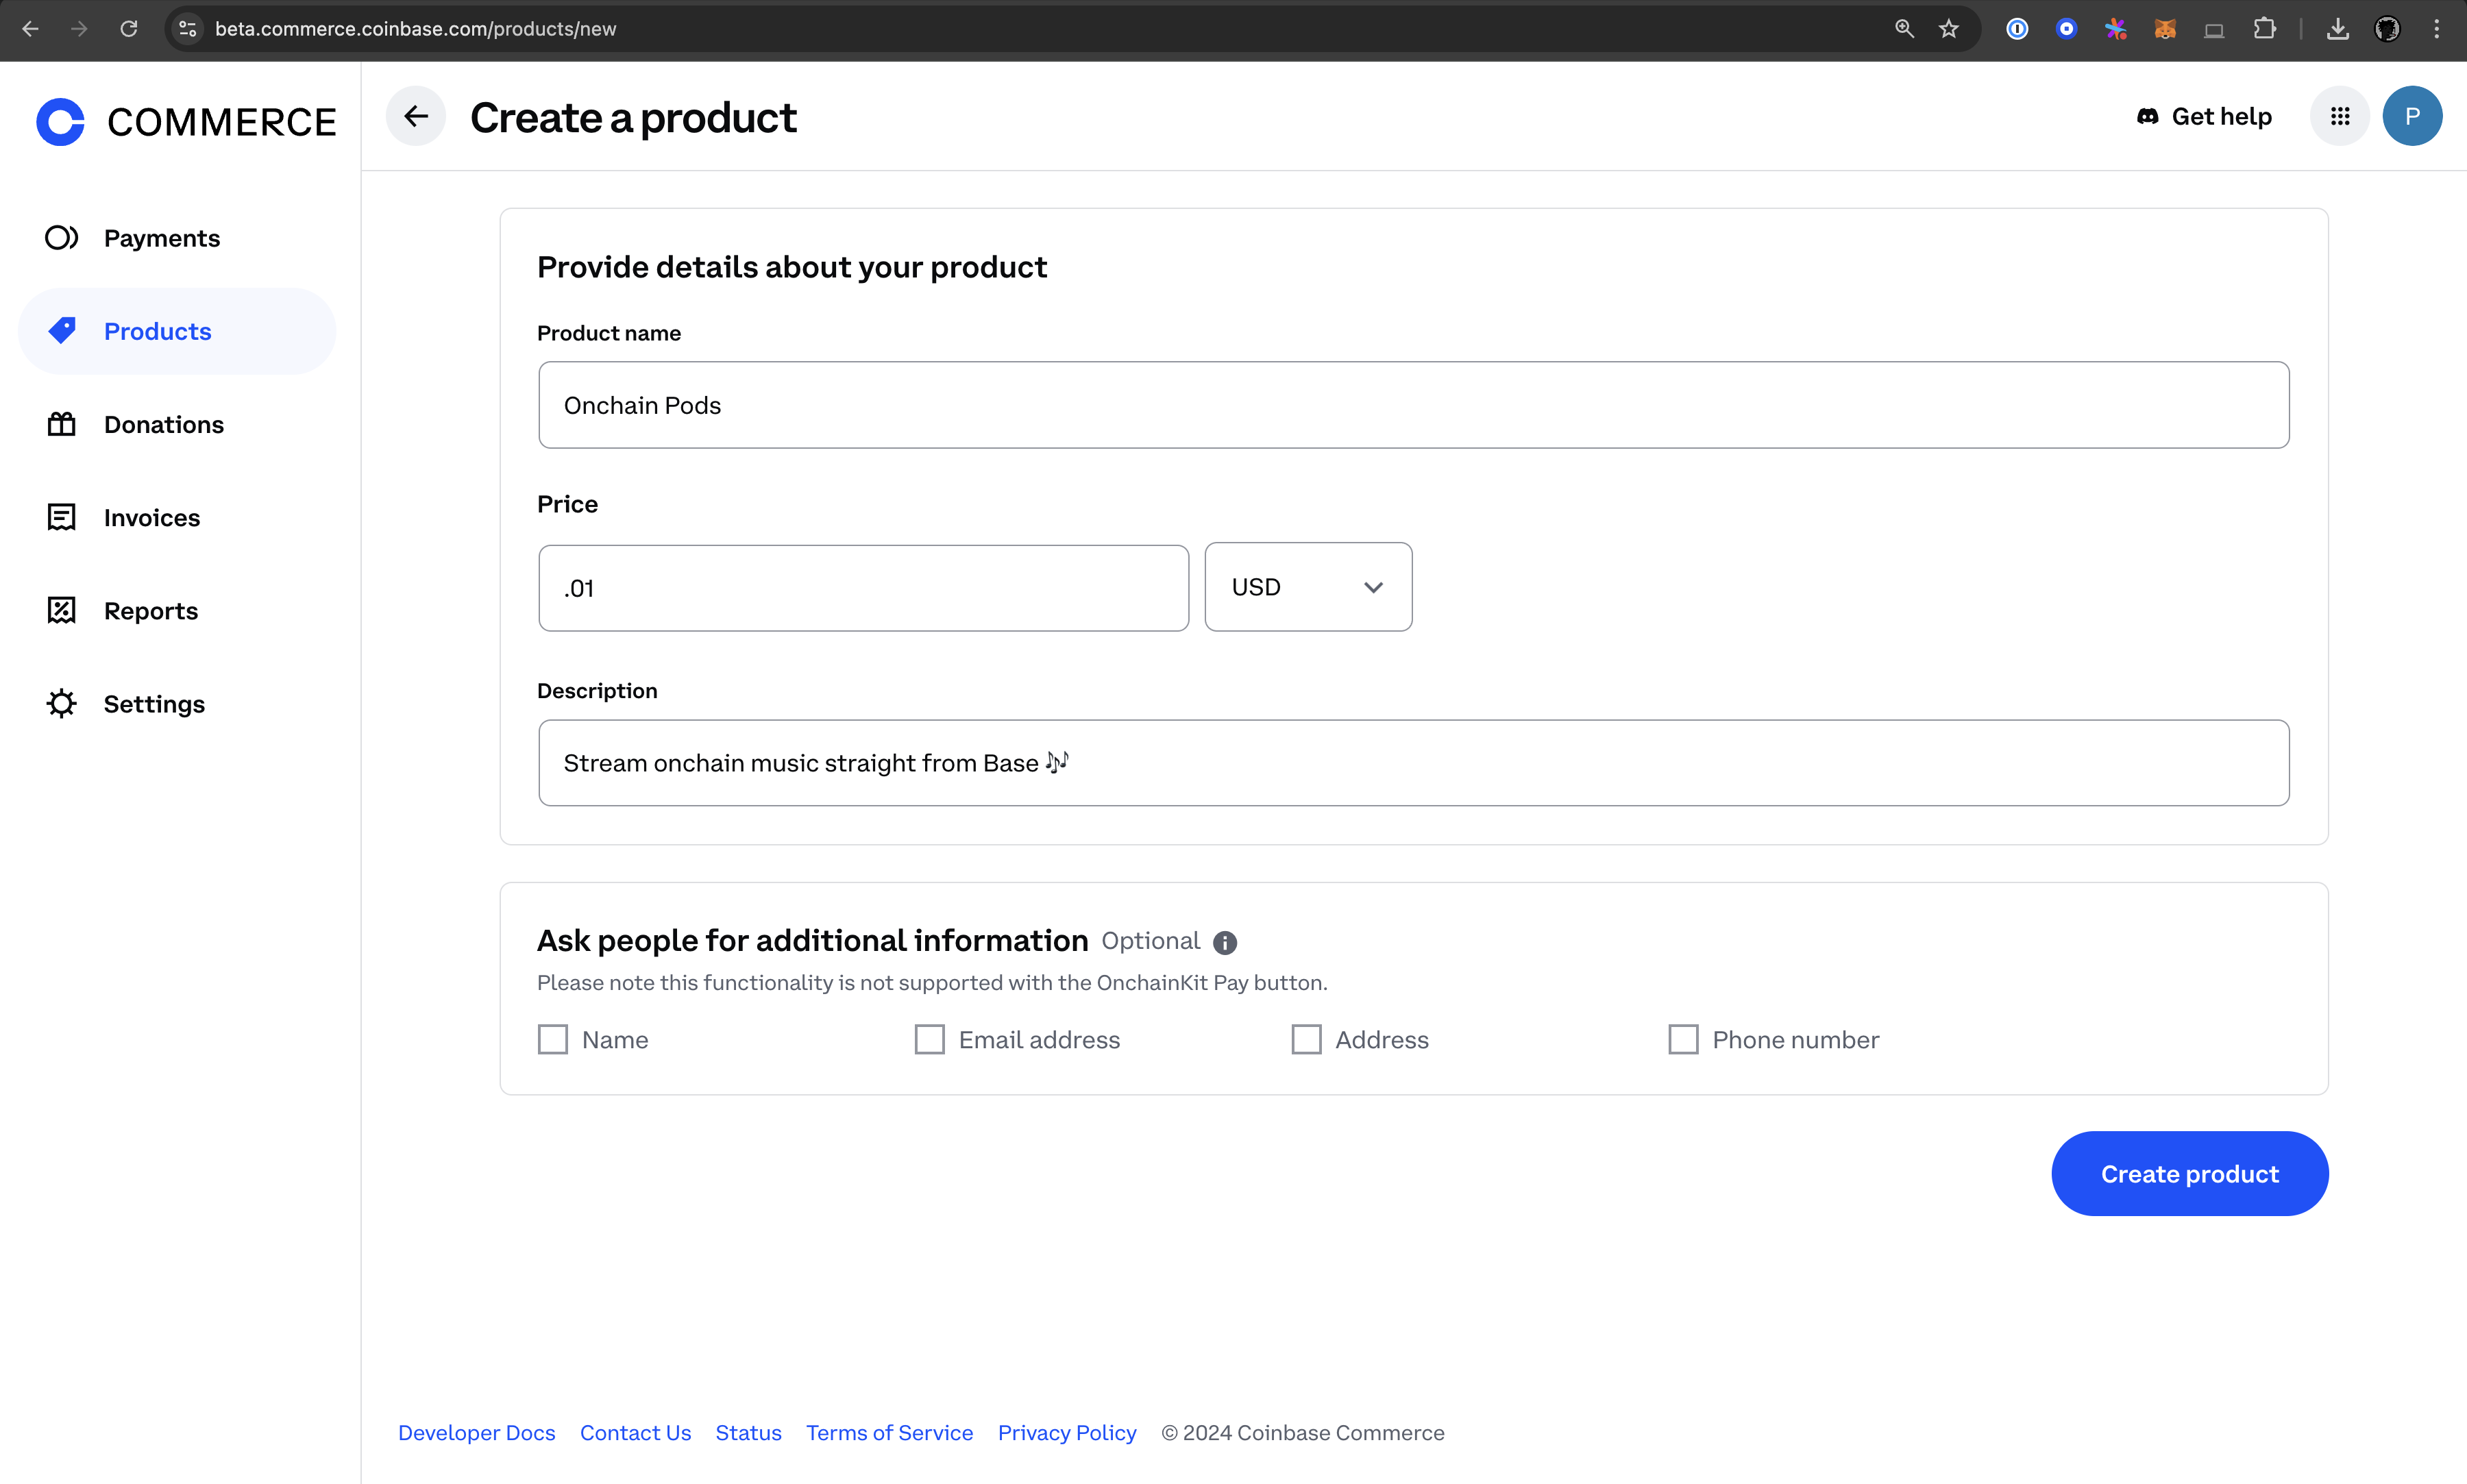 beta.commerce.coinbase.com/products/new
COMMERCE
Create a product
Get help
P
Payments
Products
Donations
Invoices
Reports
Settings
Provide details about your product
Product name
Onchain Pods
Price
.01
USD
Description
Stream onchain music straight from Base 🎶
Ask people for additional information Optional
Please note this functionality is not supported with the OnchainKit Pay button.
Name Email address Address Phone number
Create product
Developer Docs Contact Us Status Terms of Service Privacy Policy © 2024 Coinbase Commerce